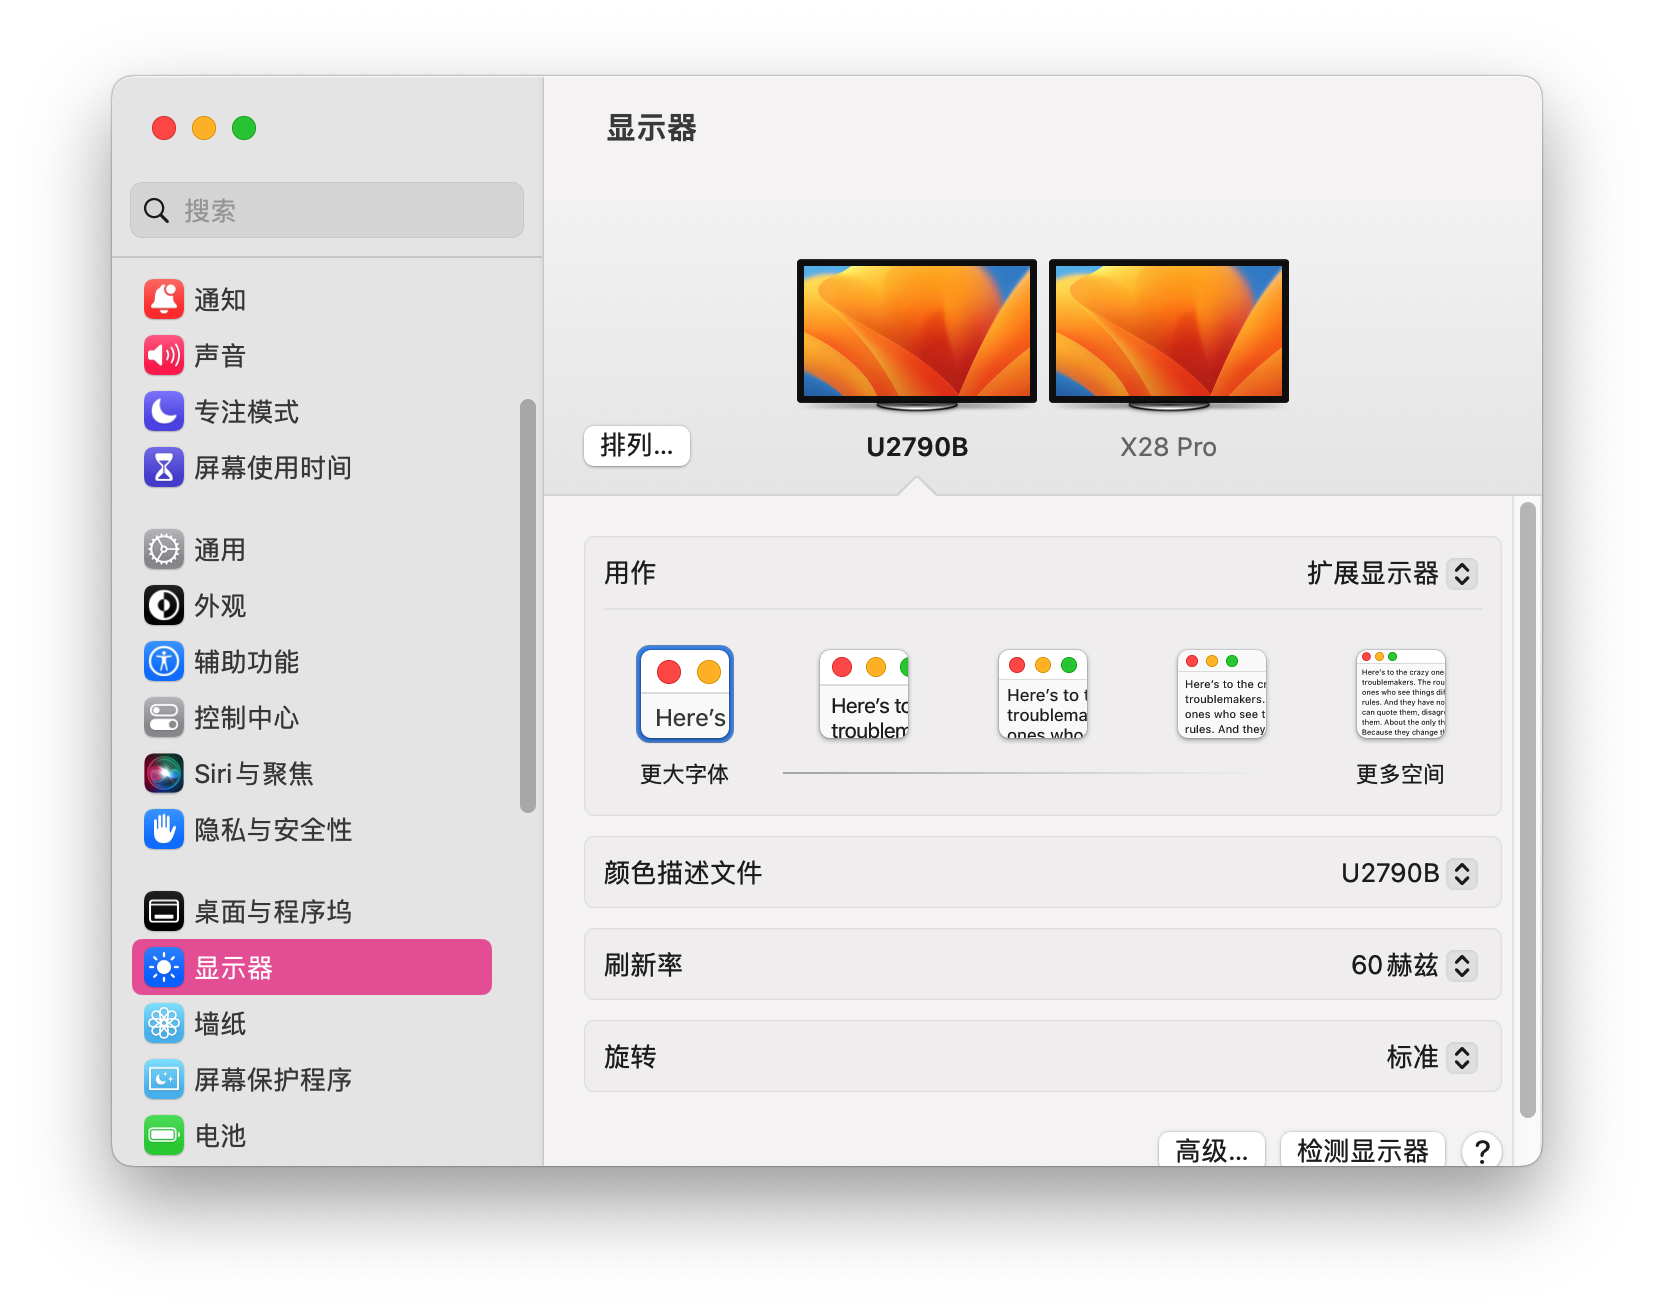 搜索
通知
声音
专注模式
屏幕使用时间
通用
外观
辅助功能
控制中心
Siri与聚焦
隐私与安全性
桌面与程序坞
显示器
墙纸
屏幕保护程序
电池
显示器
排列...
U2790B
X28 Pro
用作
扩展显示器
Here's
Here's to
troublem
Here's to t
troublema
ones who
Here's to the cr
troublemakers.
ones who see t
rules. And they
Here's to the crazy one
troublemakers. The rou
ones who see things dif
rules. And they have no
can quote them, disagr
them. About the only th
Because they change t
更大字体
更多空间
颜色描述文件
U2790B
刷新率
60赫兹
旋转
标准
高级...
检测显示器
?